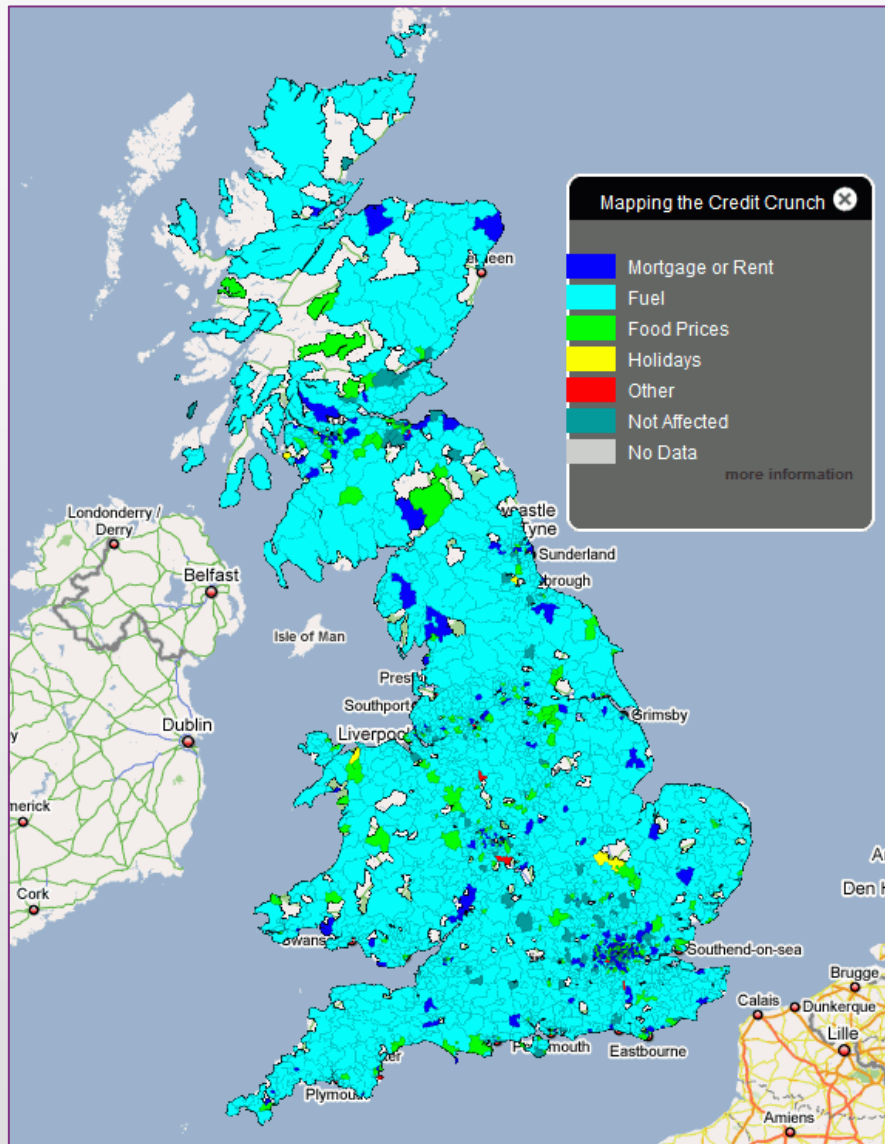 Mapping the Credit Crunch
Mortgage or Rent
Fuel
Food Prices
Holidays
Other
Not Affected
No Data
more information
Londonderry /
Derry
Belfast
Isle of Man
Sunderland
Southport
Liverpool
Grimsby
Dublin
Cork
Southend-on-sea
Brugge
Calais
Dunkerque
Lille
Eastbourne
Amiens